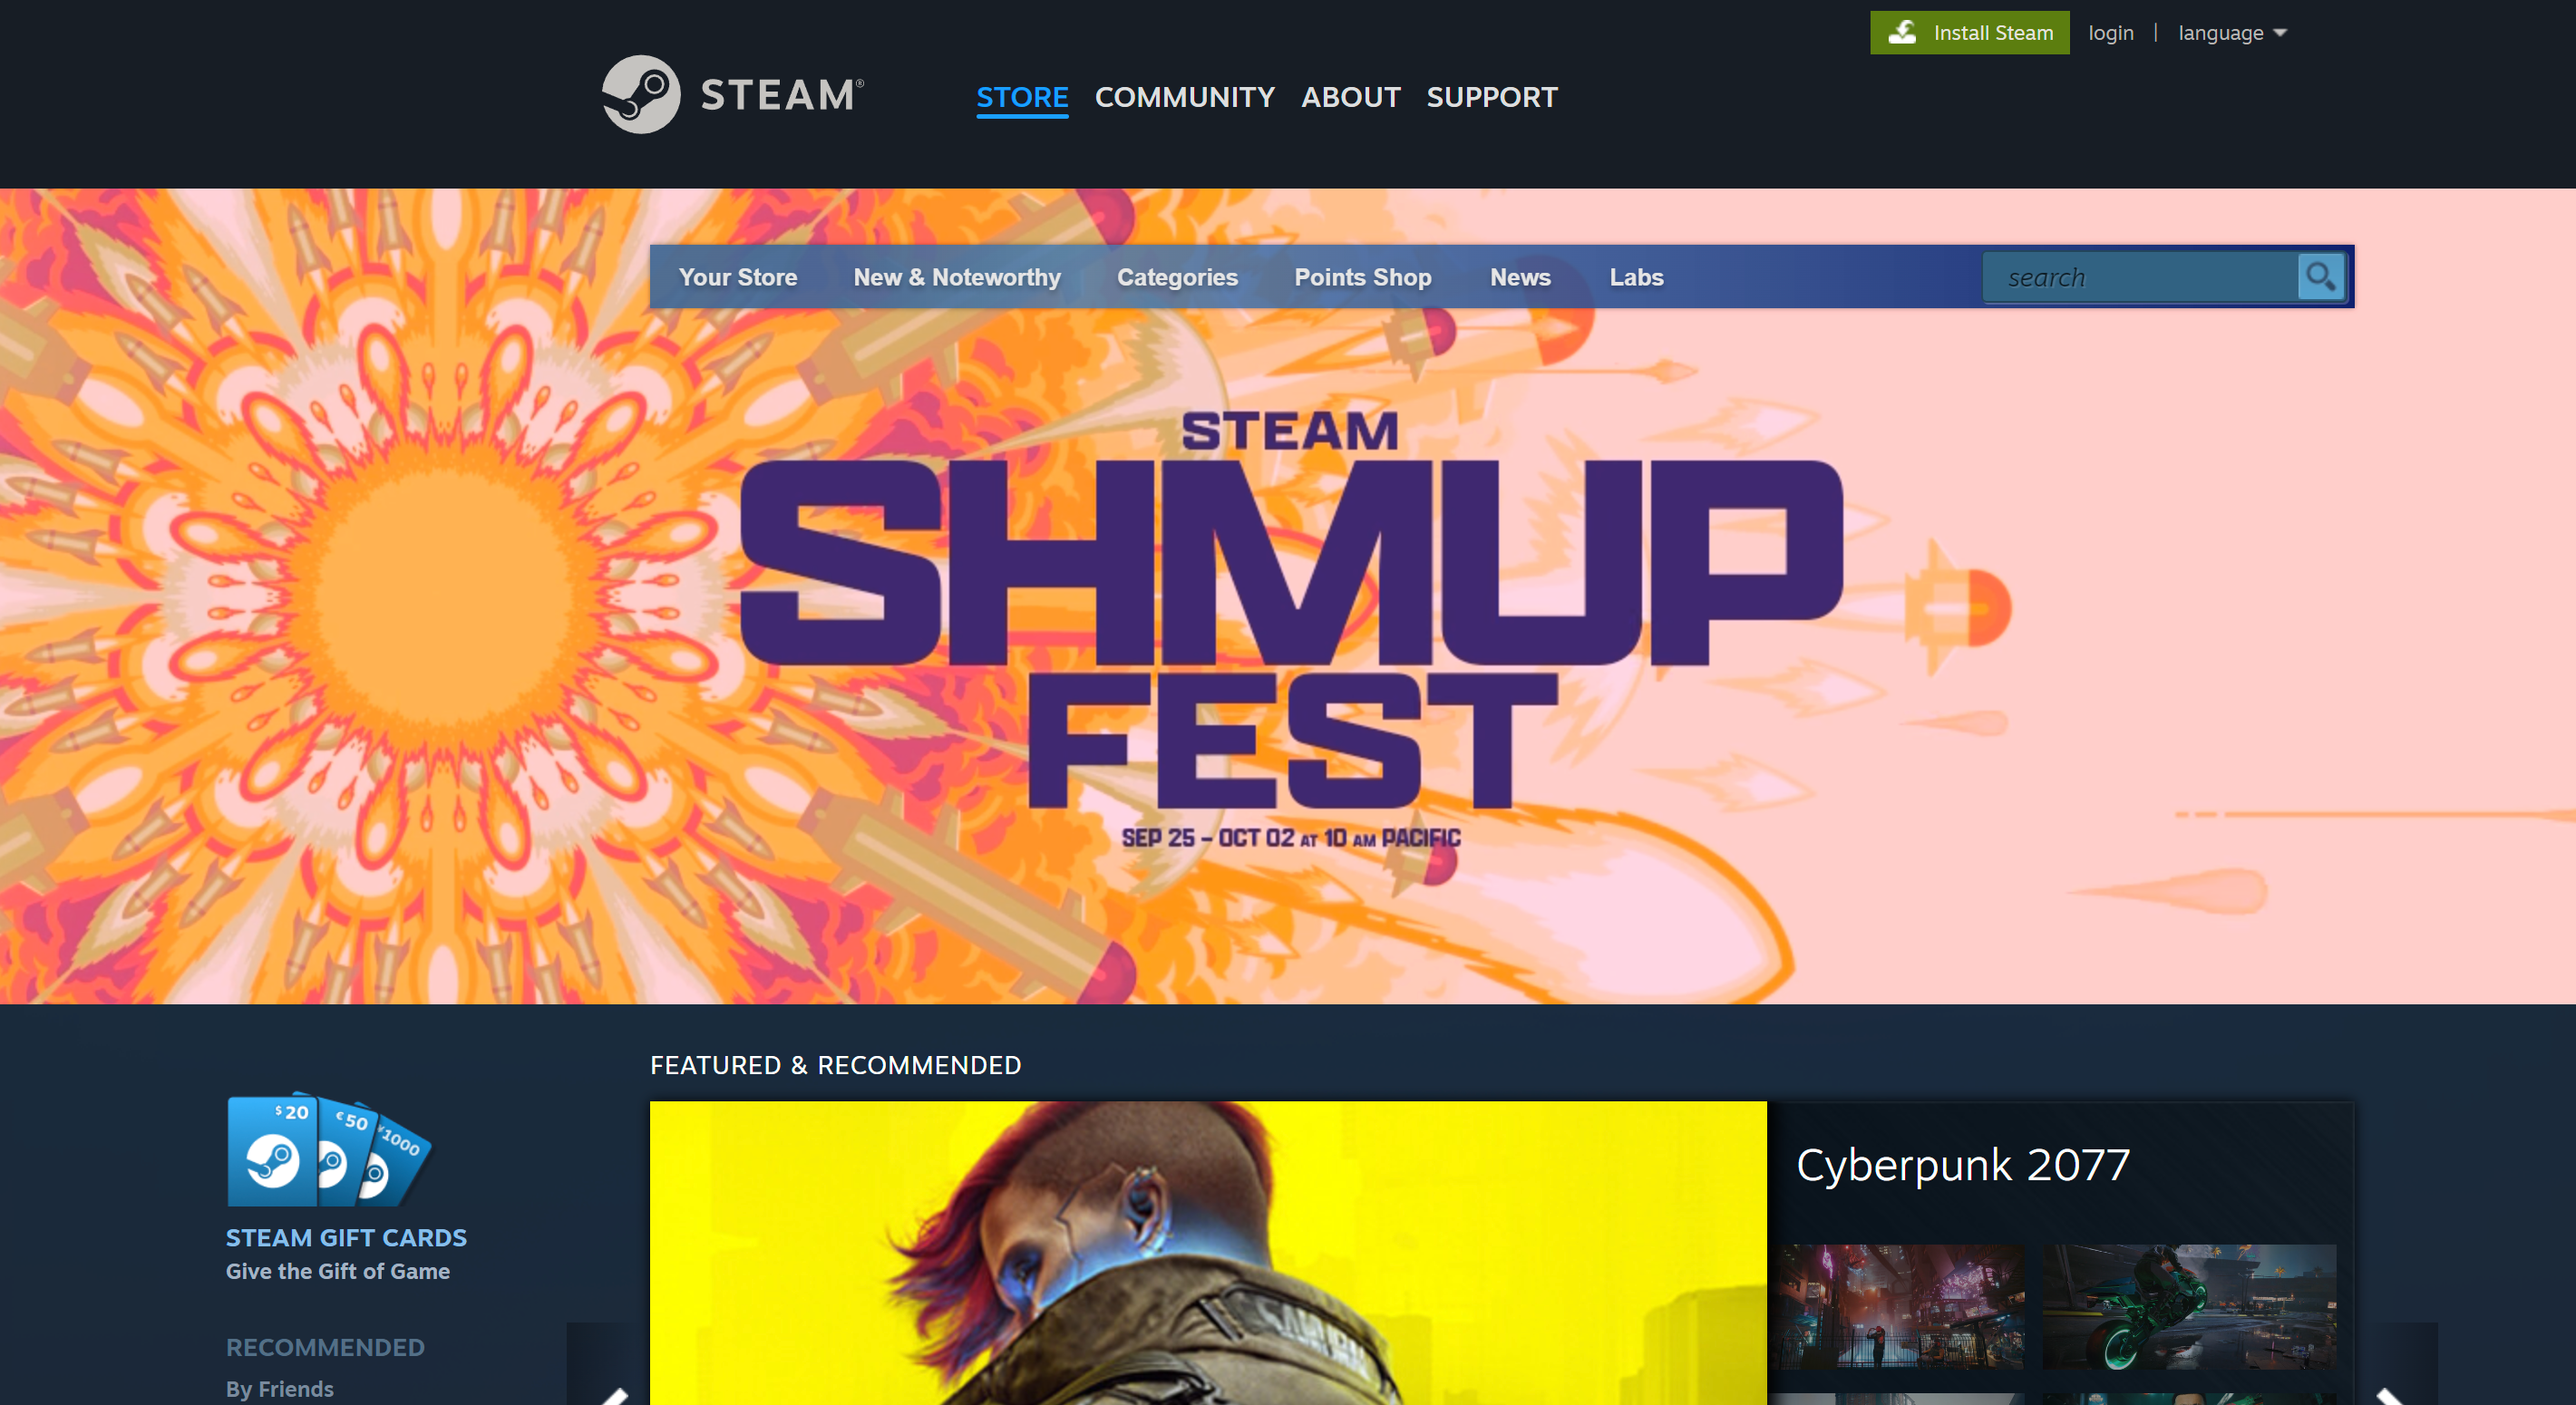 Install Steam login | language
STEAM®
STORE COMMUNITY ABOUT SUPPORT
Your Store New & Noteworthy Categories Points Shop News Labs search
STEAM
SHMUP
FEST
SEP 25 – OCT 02 AT 10 AM PACIFIC
FEATURED & RECOMMENDED
$20 €50 ¥1000
STEAM GIFT CARDS
Give the Gift of Game
RECOMMENDED
By Friends
Cyberpunk 2077